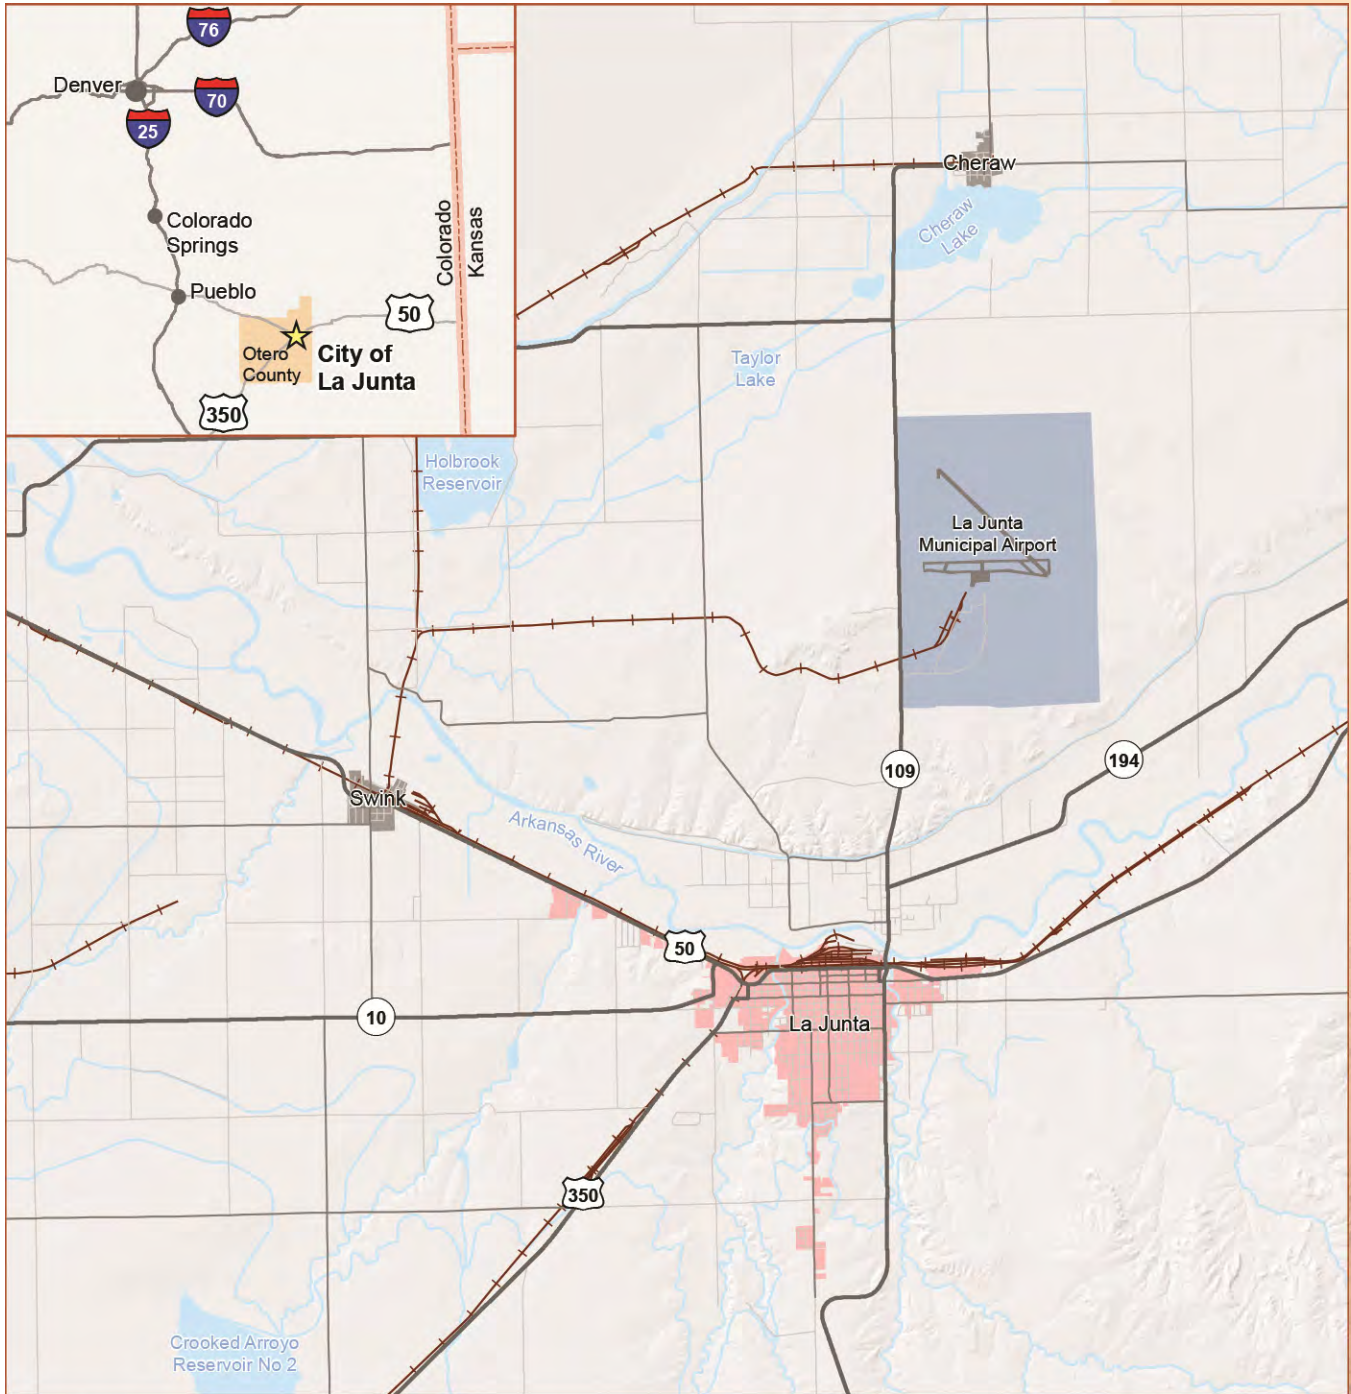 76
Denver
70
25
Colorado
Springs
Colorado
Kansas
Pueblo
50
Otero
County
City of
La Junta
350
Cheraw
Cheraw
Lake
Taylor
Lake
Holbrook
Reservoir
La Junta
Municipal Airport
109
194
Swink
Arkansas River
50
10
La Junta
350
Crooked Arroyo
Reservoir No 2